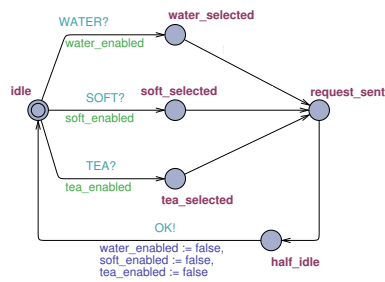 water_selected
WATER?
water_enabled
idle
SOFT?
soft_selected
request_sent
soft_enabled
TEA?
tea_enabled
tea_selected
OK!
water_enabled := false,
soft_enabled := false,
tea_enabled := false
half_idle